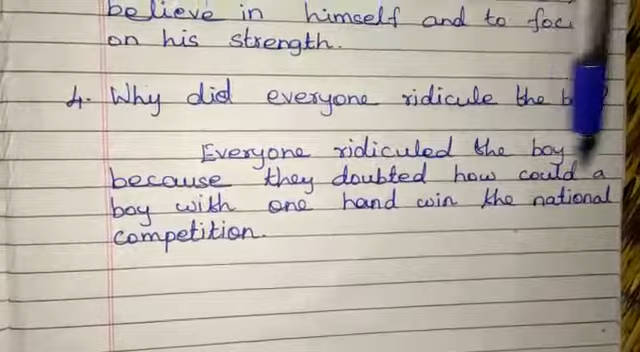 believe in himself and to
on his strength.
4. Why did everyone ridicule the
Everyone ridiculed the boy
because they doubted how could a
boy with one hand win the national
competition.